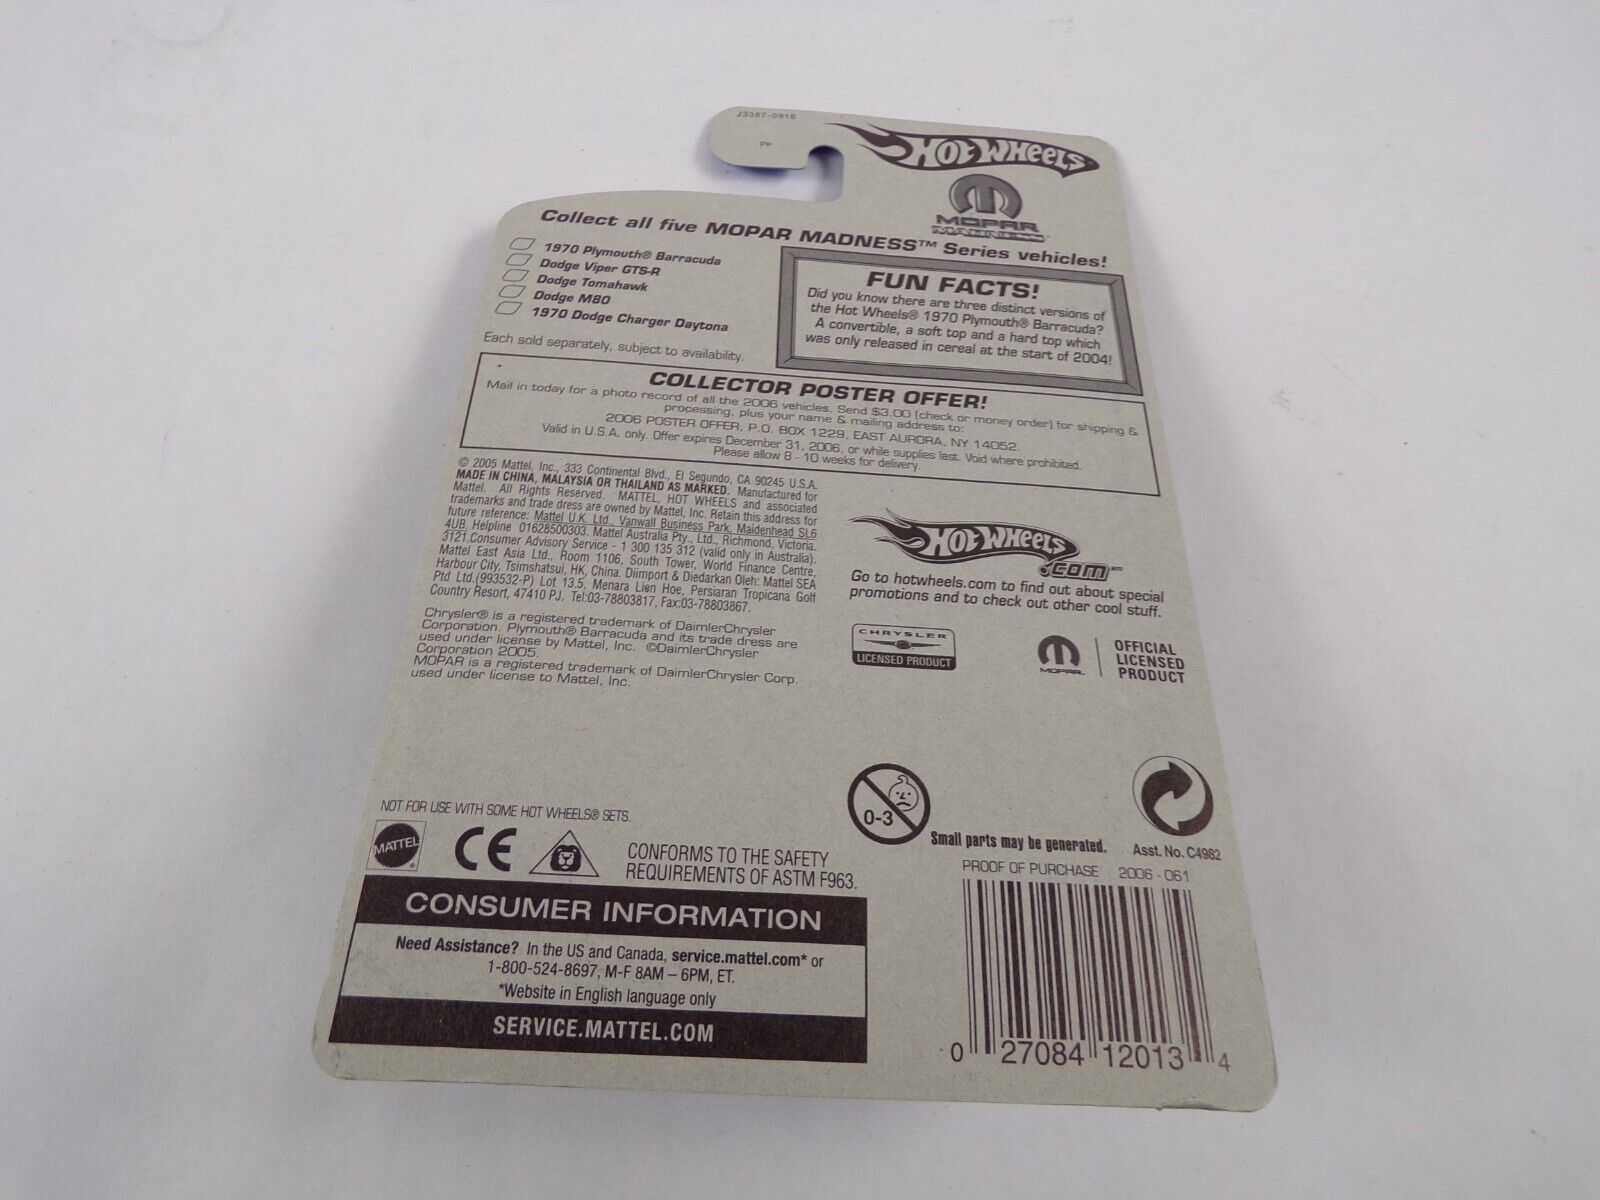 J3387-0916
PF
HOT WHEELS
MOPAR
MADNESS™
Collect all five MOPAR MADNESS™ Series vehicles!
1970 Plymouth® Barracuda
Dodge Viper GTS-R
Dodge Tomahawk
Dodge M80
1970 Dodge Charger Daytona
Each sold separately, subject to availability.
FUN FACTS!
Did you know there are three distinct versions of
the Hot Wheels® 1970 Plymouth® Barracuda?
A convertible, a soft top and a hard top which
was only released in cereal at the start of 2004!
COLLECTOR POSTER OFFER!
Mail in today for a photo record of all the 2006 vehicles. Send $3.00 (check or money order) for shipping &
processing, plus your name & mailing address to:
2006 POSTER OFFER, P.O. BOX 1229, EAST AURORA, NY 14052.
Valid in U.S.A. only. Offer expires December 31, 2006, or while supplies last. Void where prohibited.
Please allow 8 - 10 weeks for delivery.
© 2005 Mattel, Inc., 333 Continental Blvd., El Segundo, CA 90245 U.S.A.
MADE IN CHINA, MALAYSIA OR THAILAND AS MARKED. Manufactured for
Mattel. All Rights Reserved. MATTEL, HOT WHEELS and associated
trademarks and trade dress are owned by Mattel, Inc. Retain this address for
future reference: Mattel U.K. Ltd., Vanwall Business Park, Maidenhead SL6
4UB. Helpline 01628500303. Mattel Australia Pty., Ltd., Richmond, Victoria.
3121.Consumer Advisory Service - 1 300 135 312 (valid only in Australia).
Mattel East Asia Ltd., Room 1106, South Tower, World Finance Centre,
Harbour City, Tsimshatsui, HK, China. Diimport & Diedarkan Oleh: Mattel SEA
Ptd Ltd.(993532-P) Lot 13.5, Menara Lien Hoe, Persiaran Tropicana Golf
Country Resort, 47410 PJ. Tel:03-78803817, Fax:03-78803867.
Chrysler® is a registered trademark of DaimlerChrysler
Corporation. Plymouth® Barracuda and its trade dress are
used under license by Mattel, Inc. ©DaimlerChrysler
Corporation 2005.
MOPAR is a registered trademark of DaimlerChrysler Corp.
used under license to Mattel, Inc.
HOT WHEELS
.com™
Go to hotwheels.com to find out about special
promotions and to check out other cool stuff.
CHRYSLER
LICENSED PRODUCT
MOPAR.
OFFICIAL
LICENSED
PRODUCT
NOT FOR USE WITH SOME HOT WHEELS® SETS.
MATTEL®
CE
CONFORMS TO THE SAFETY
REQUIREMENTS OF ASTM F963.
0-3
Small parts may be generated.
Asst. No. C4982
PROOF OF PURCHASE 2006 - 061
CONSUMER INFORMATION
Need Assistance? In the US and Canada, service.mattel.com* or
1-800-524-8697, M-F 8AM – 6PM, ET.
*Website in English language only
SERVICE.MATTEL.COM
0 27084 12013 4